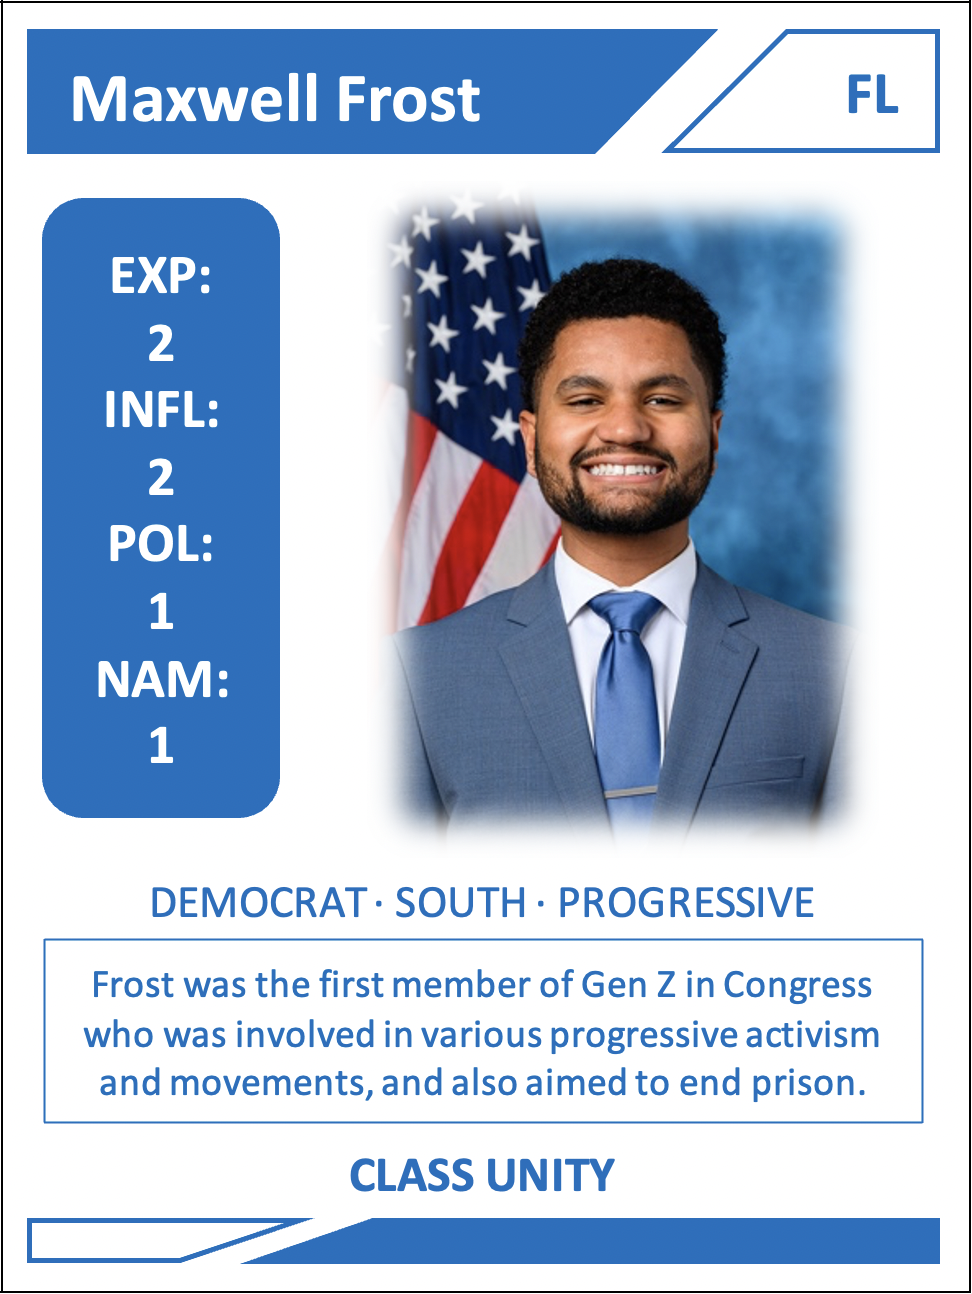 Maxwell Frost
FL
EXP:
2
INFL:
2
POL:
1
NAM:
1
DEMOCRAT · SOUTH · PROGRESSIVE
Frost was the first member of Gen Z in Congress
who was involved in various progressive activism
and movements, and also aimed to end prison.
CLASS UNITY